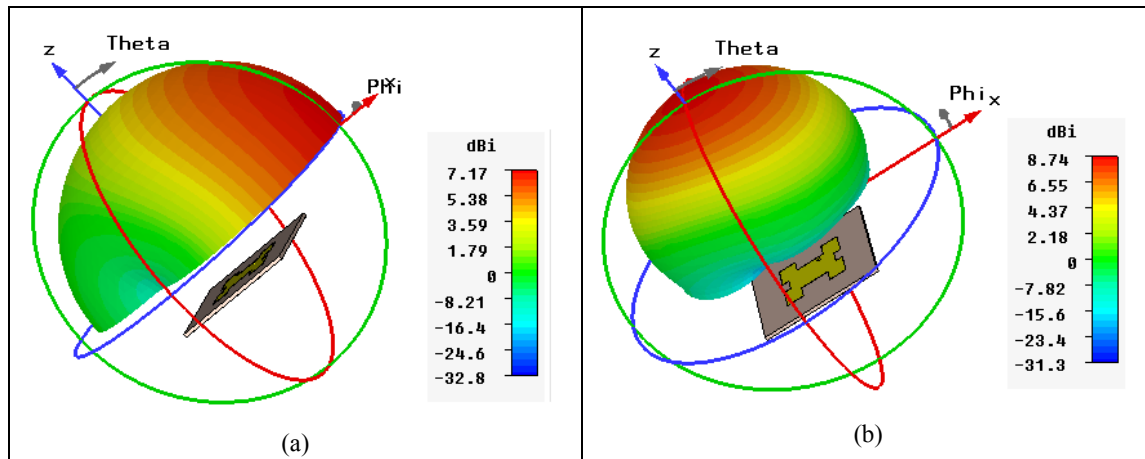 z
Theta
Phi
x
dBi
7.17
5.38
3.59
1.79
0
-8.21
-16.4
-24.6
-32.8
(a)
z
Theta
Phi
x
dBi
8.74
6.55
4.37
2.18
0
-7.82
-15.6
-23.4
-31.3
(b)